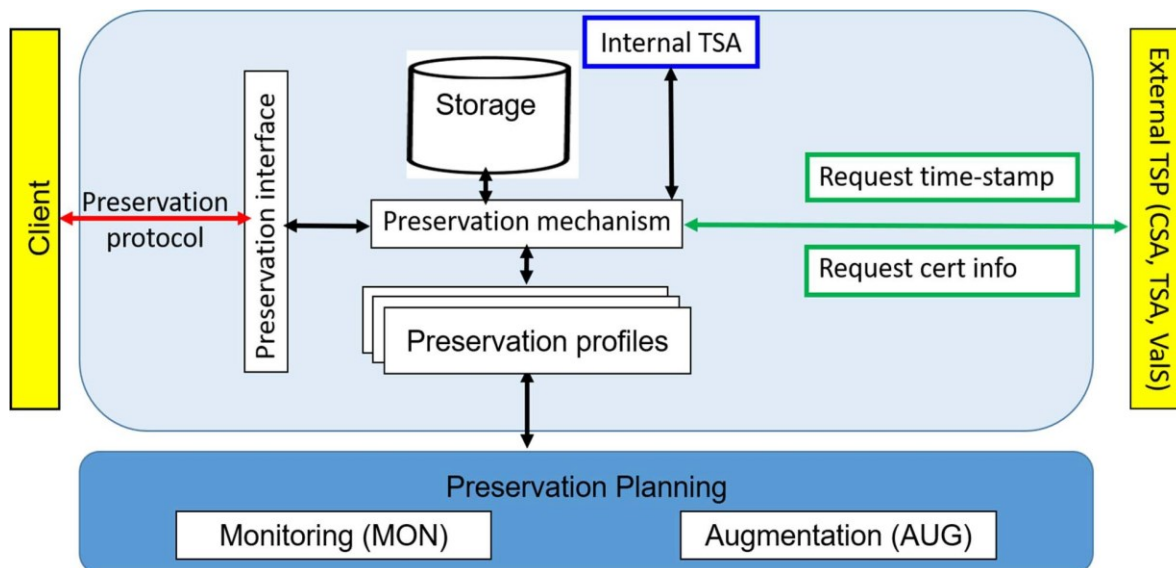 Client
Preservation
protocol
Preservation interface
Storage
Internal TSA
Preservation mechanism
Request time-stamp
Request cert info
Preservation profiles
External TSP (CSA, TSA, ValS)
Preservation Planning
Monitoring (MON)
Augmentation (AUG)